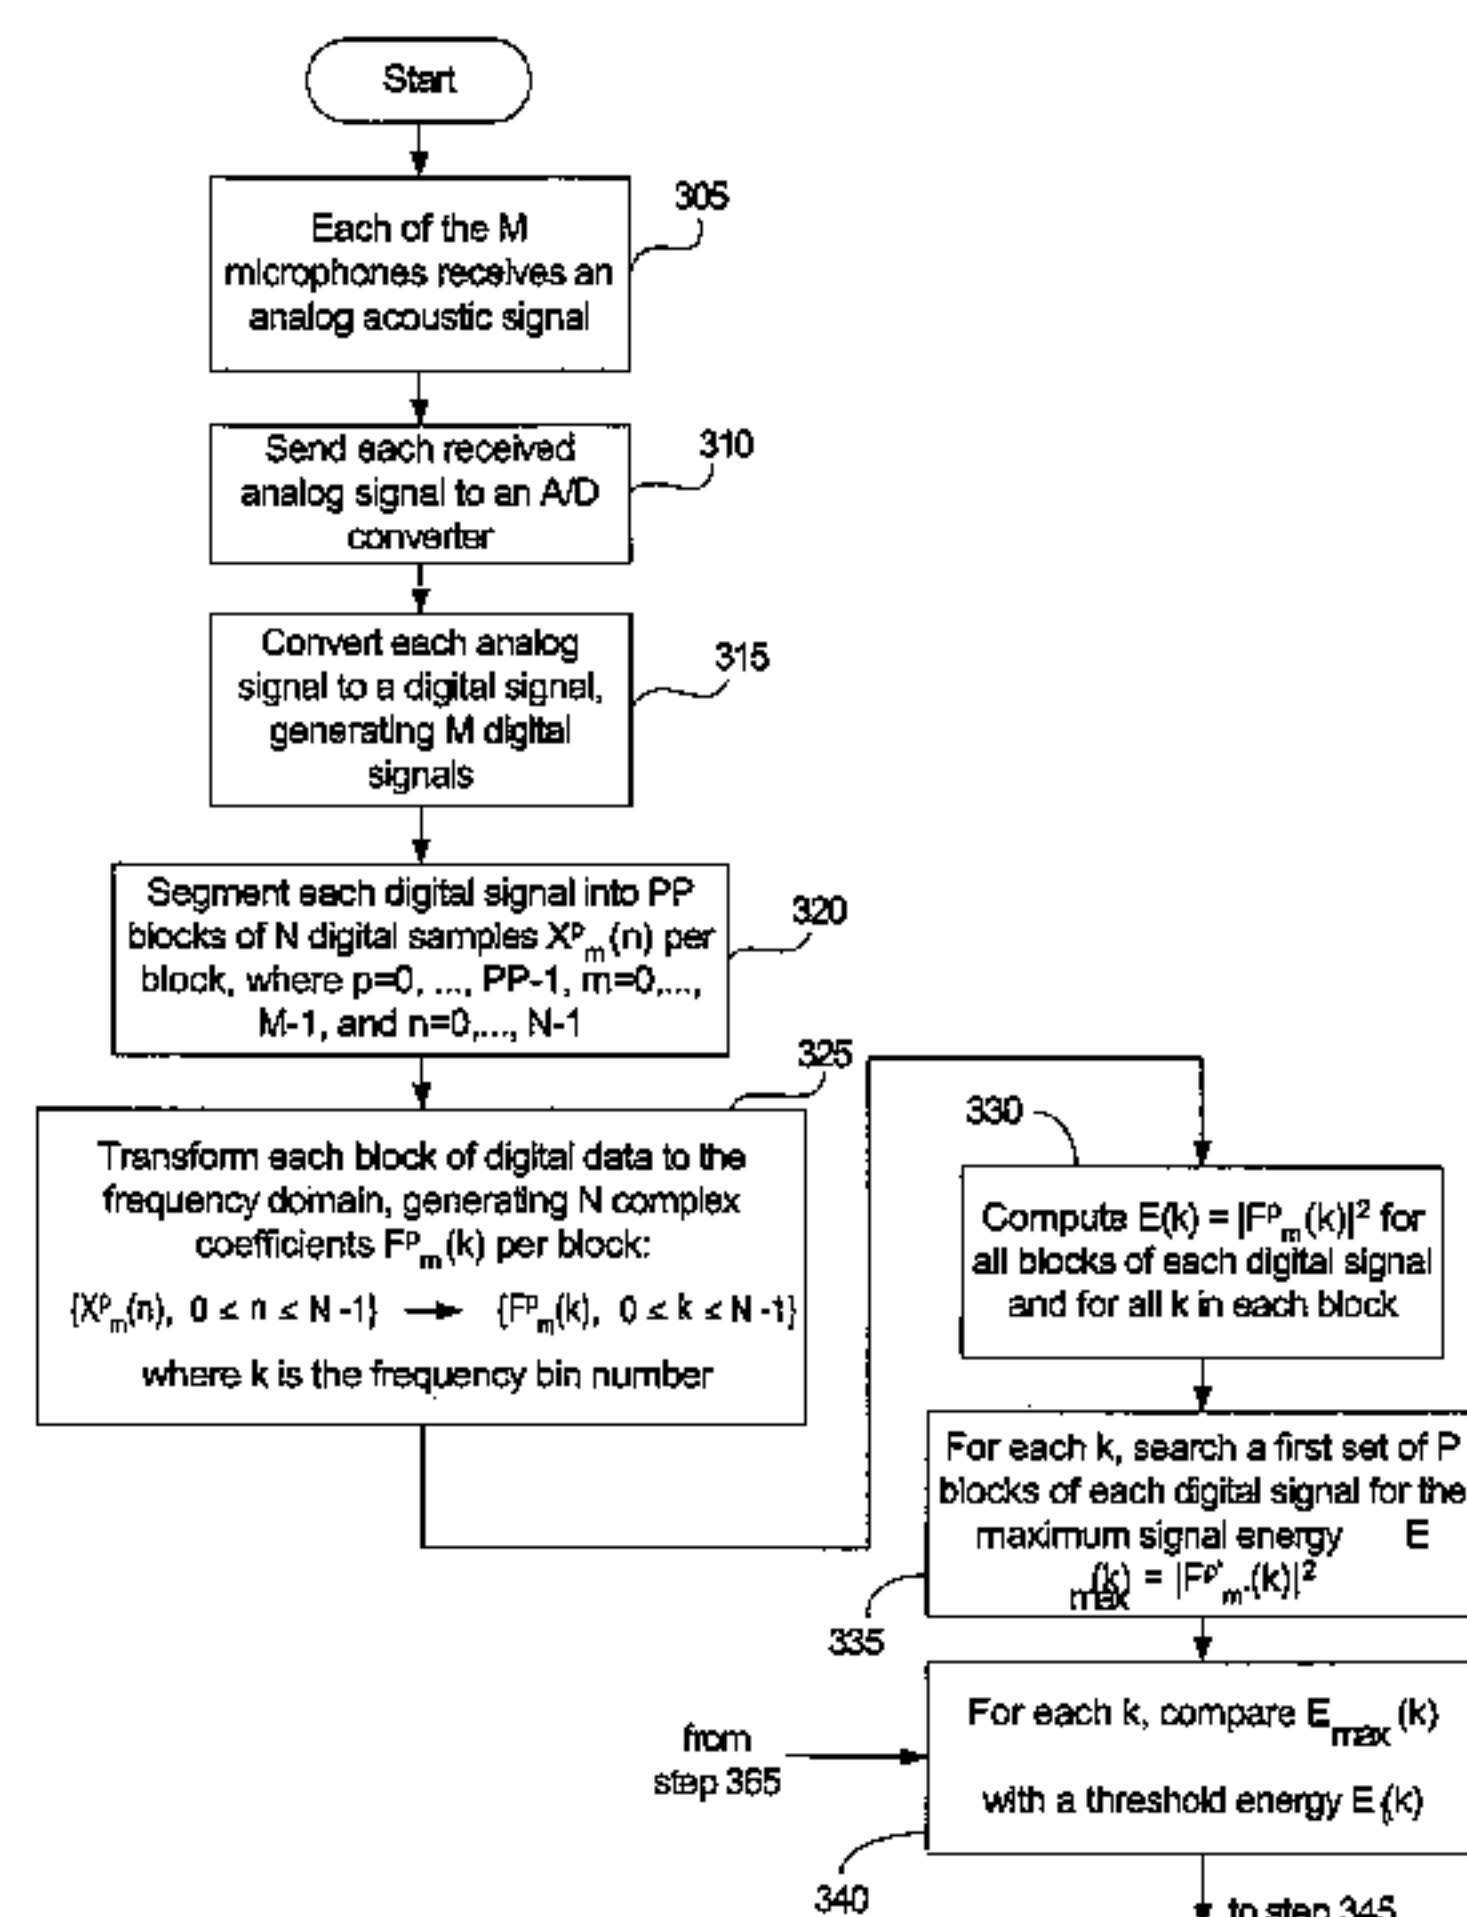 Start
305
Each of the M
microphones receives an
analog acoustic signal
310
Send each received
analog signal to an A/D
converter
315
Convert each analog
signal to a digital signal,
generating M digital
signals
320
Segment each digital signal into PP
blocks of N digital samples Xᵖₘ(n) per
block, where p=0, ..., PP-1, m=0,...,
M-1, and n=0,..., N-1
325
Transform each block of digital data to the
frequency domain, generating N complex
coefficients Fᵖₘ(k) per block:
{Xᵖₘ(n), 0 ≤ n ≤ N -1} → {Fᵖₘ(k), 0 ≤ k ≤ N -1}
where k is the frequency bin number
330
Compute E(k) = |Fᵖₘ(k)|² for
all blocks of each digital signal
and for all k in each block
For each k, search a first set of P
blocks of each digital signal for the
maximum signal energy E
max(k) = |Fᵖ'ₘ'(k)|²
335
from
step 365
For each k, compare Emax (k)
with a threshold energy Eₜ(k)
340
to step 345